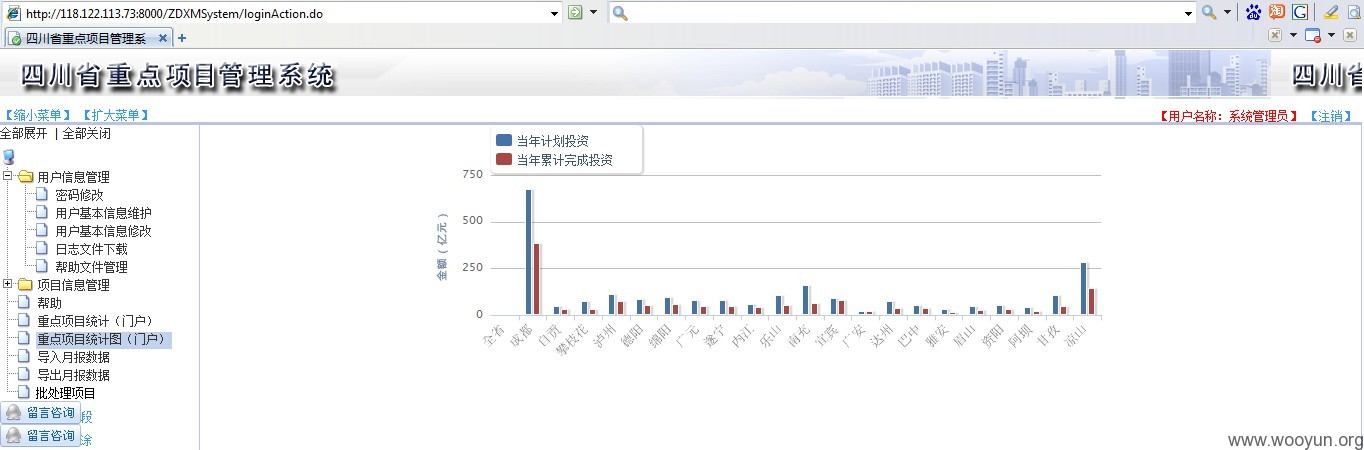 http://118.122.113.73:8000/ZDXMSystem/loginAction.do
四川省重点项目管理系
四川省重点项目管理系统
四川省
【缩小菜单】 【扩大菜单】
【用户名称：系统管理员】 【注销】
全部展开 | 全部关闭
用户信息管理
密码修改
用户基本信息维护
用户基本信息修改
日志文件下载
帮助文件管理
项目信息管理
帮助
重点项目统计（门户）
重点项目统计图（门户）
导入月报数据
导出月报数据
批处理项目
留言咨询
段
留言咨询
涂
当年计划投资
当年累计完成投资
金额（亿元）
750
500
250
0
全省 成都 自贡 攀枝花 泸州 德阳 绵阳 广元 遂宁 内江 乐山 南充 宜宾 广安 达州 巴中 雅安 眉山 资阳 阿坝 甘孜 凉山
www.wooyun.org